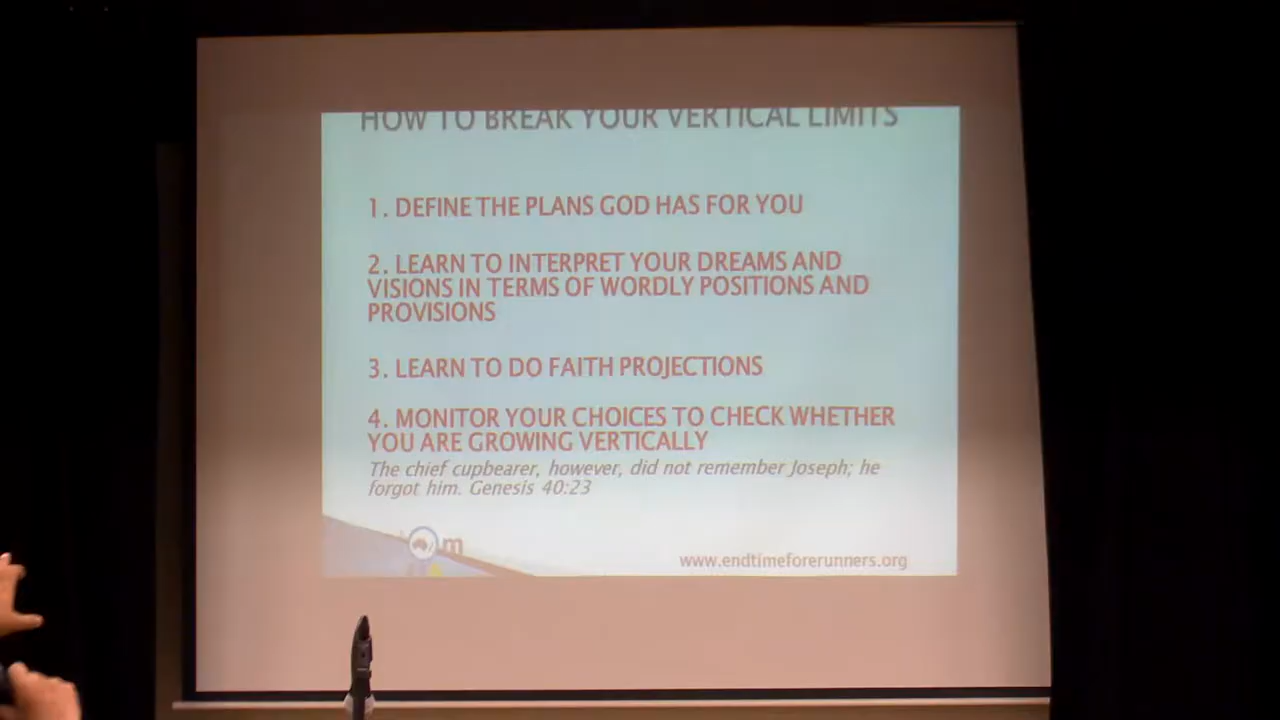 HOW TO BREAK YOUR VERTICAL LIMITS
1. DEFINE THE PLANS GOD HAS FOR YOU
2. LEARN TO INTERPRET YOUR DREAMS AND
VISIONS IN TERMS OF WORDLY POSITIONS AND
PROVISIONS
3. LEARN TO DO FAITH PROJECTIONS
4. MONITOR YOUR CHOICES TO CHECK WHETHER
YOU ARE GROWING VERTICALLY
The chief cupbearer, however, did not remember Joseph; he
forgot him. Genesis 40:23
www.endtimeforerunners.org